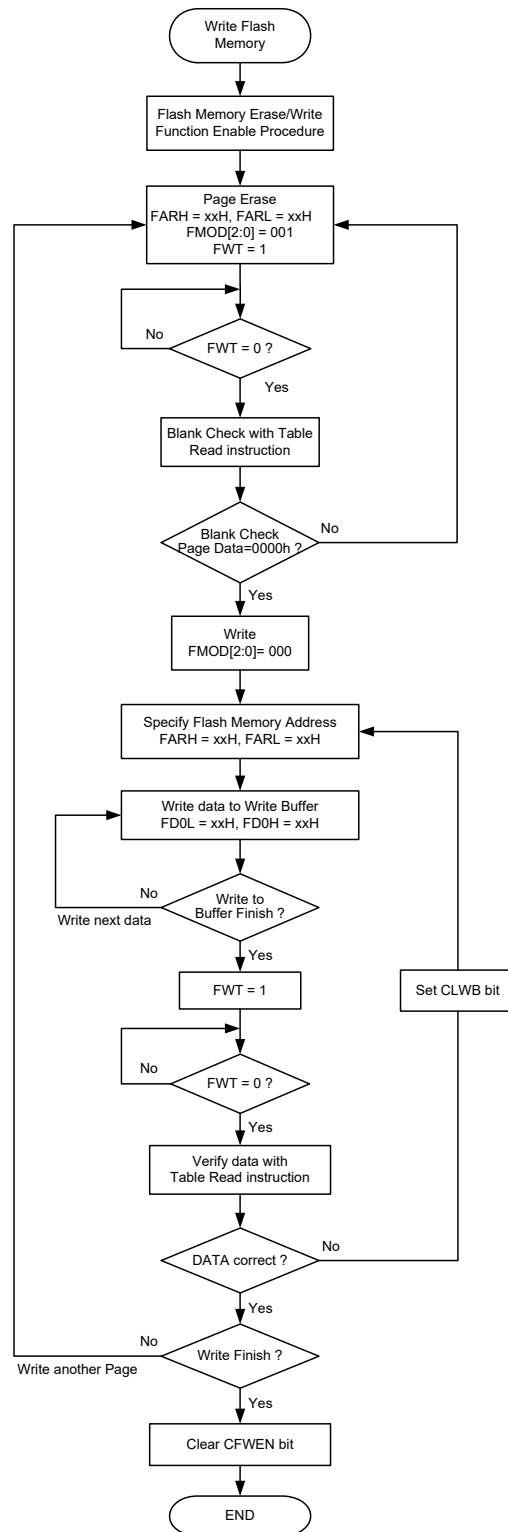 Write Flash
Memory
Flash Memory Erase/Write
Function Enable Procedure
Page Erase
FARH = xxH, FARL = xxH
FMOD[2:0] = 001
FWT = 1
No
FWT = 0 ?
Yes
Blank Check with Table
Read instruction
Blank Check
Page Data=0000h ?
No
Yes
Write
FMOD[2:0]= 000
Specify Flash Memory Address
FARH = xxH, FARL = xxH
Write data to Write Buffer
FD0L = xxH, FD0H = xxH
No
Write next data
Write to
Buffer Finish ?
Yes
FWT = 1
Set CLWB bit
No
FWT = 0 ?
Yes
Verify data with
Table Read instruction
DATA correct ?
No
Yes
No
Write another Page
Write Finish ?
Yes
Clear CFWEN bit
END